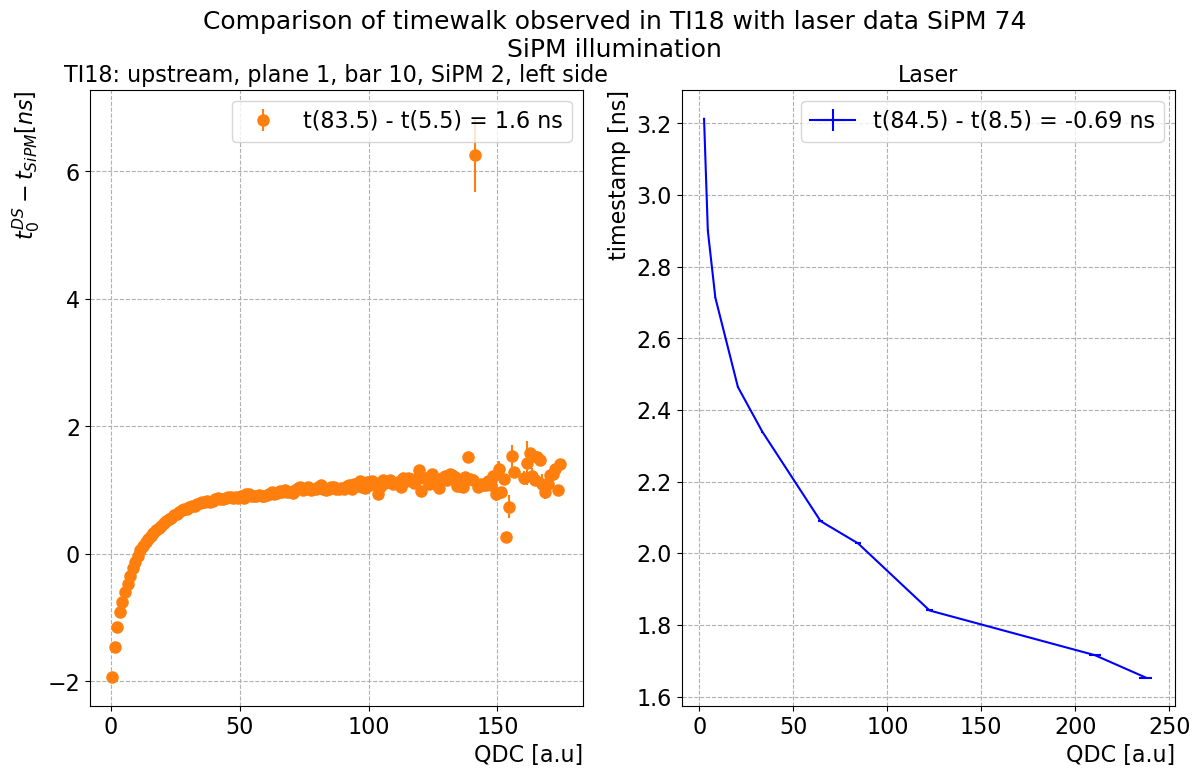 Comparison of timewalk observed in TI18 with laser data SiPM 74
SiPM illumination
TI18: upstream, plane 1, bar 10, SiPM 2, left side
t(83.5) - t(5.5) = 1.6 ns
t_0^{DS} − t_{SiPM}[ns]
6
4
2
0
−2
0
50
100
150
QDC [a.u]
Laser
t(84.5) - t(8.5) = -0.69 ns
timestamp [ns]
3.2
3.0
2.8
2.6
2.4
2.2
2.0
1.8
1.6
0
50
100
150
200
250
QDC [a.u]